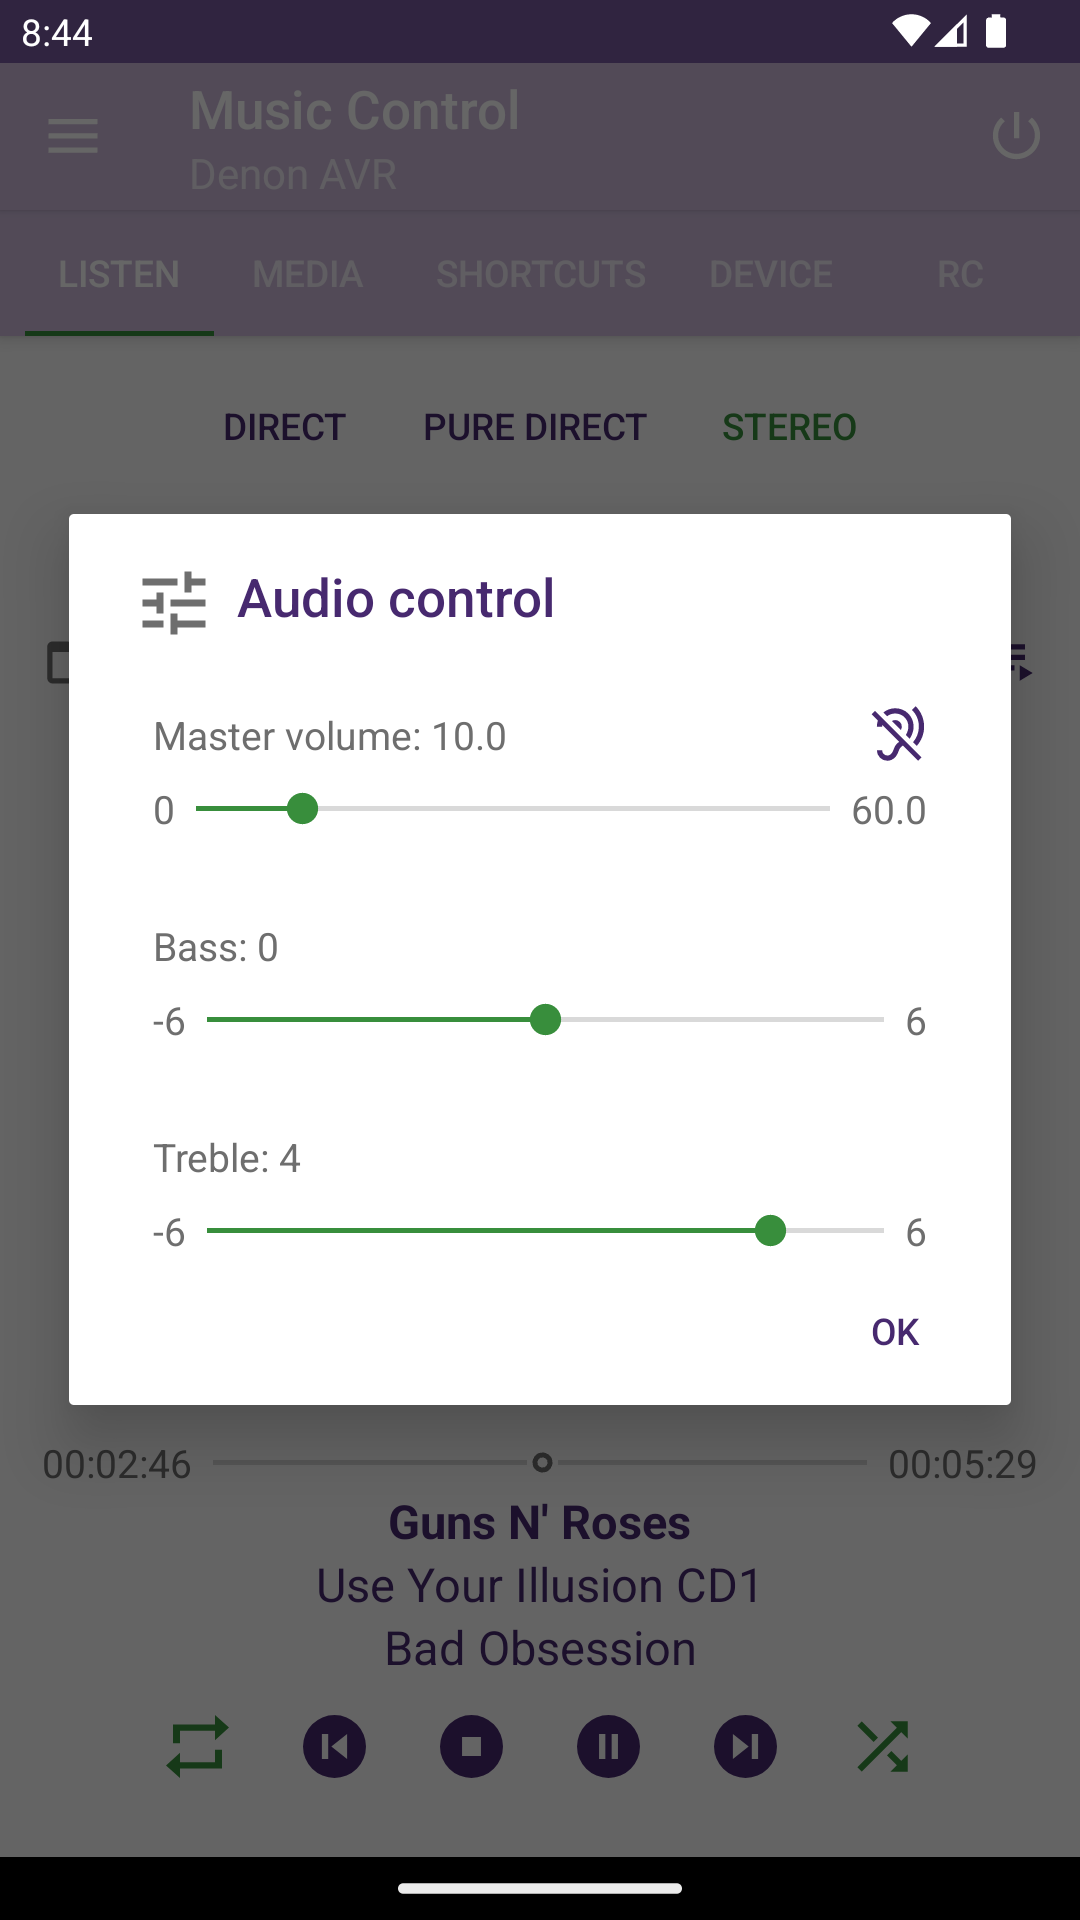 8:44
Music Control
Denon AVR
LISTEN MEDIA SHORTCUTS DEVICE RC
DIRECT PURE DIRECT STEREO
Audio control
Master volume: 10.0
0 60.0
Bass: 0
-6 6
Treble: 4
-6 6
OK
00:02:46 00:05:29
Guns N' Roses
Use Your Illusion CD1
Bad Obsession